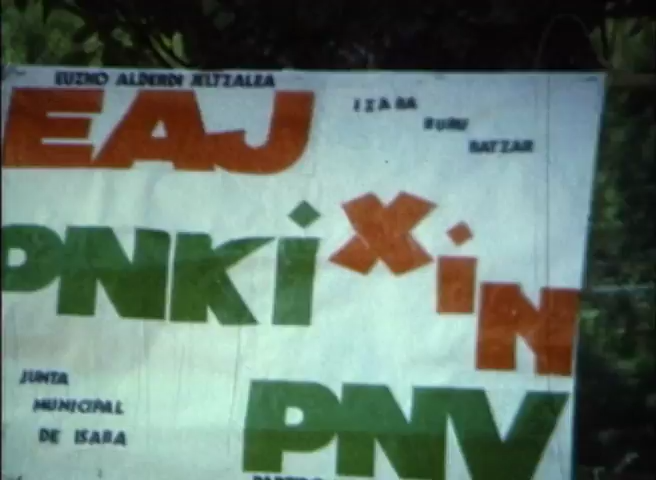 EUZKO ALDERDI JELTZALEA
EAJ
IZABA
BURU
BATZAR
PNKi XiN
JUNTA
MUNICIPAL
DE ISABA
PNV